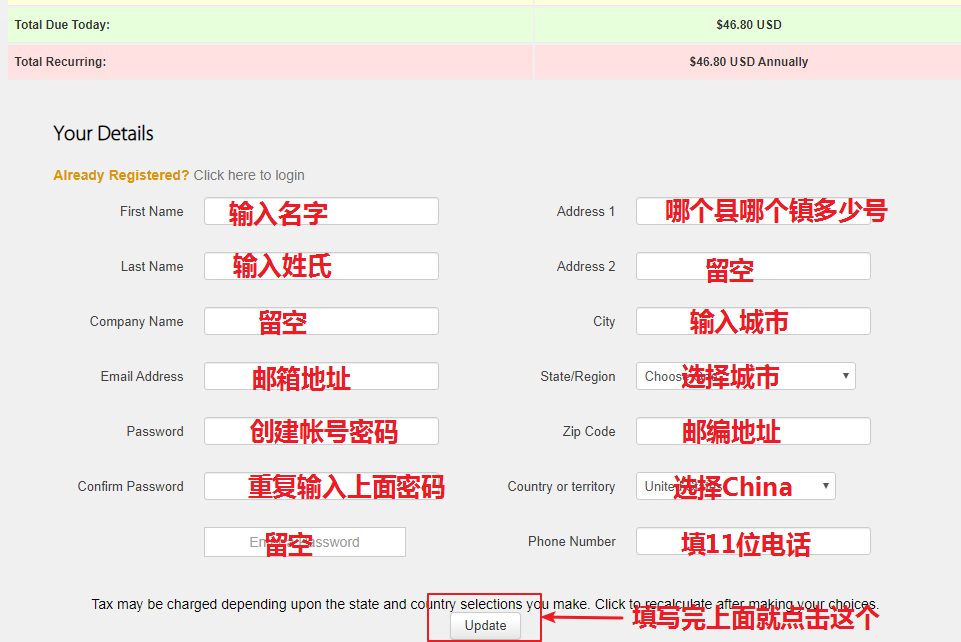 Total Due Today: $46.80 USD
Total Recurring: $46.80 USD Annually
Your Details
Already Registered? Click here to login
First Name 输入名字 Address 1 哪个县哪个镇多少号
Last Name 输入姓氏 Address 2 留空
Company Name 留空 City 输入城市
Email Address 邮箱地址 State/Region 选择城市
Password 创建帐号密码 Zip Code 邮编地址
Confirm Password 重复输入上面密码 Country or territory 选择China
留空 Phone Number 填11位电话
Tax may be charged depending upon the state and country selections you make. Click to recalculate after making your choices.
Update 填写完上面就点击这个